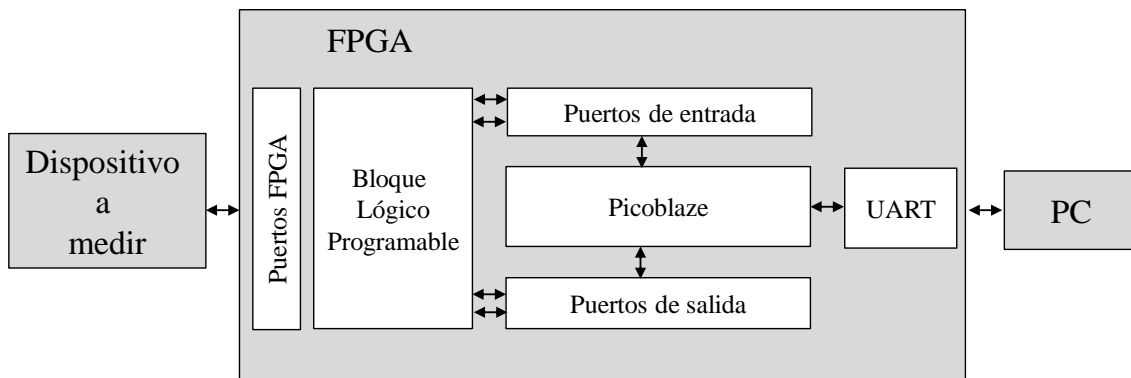 FPGA
Dispositivo
a
medir
Puertos FPGA
Bloque
Lógico
Programable
Puertos de entrada
Picoblaze
Puertos de salida
UART
PC